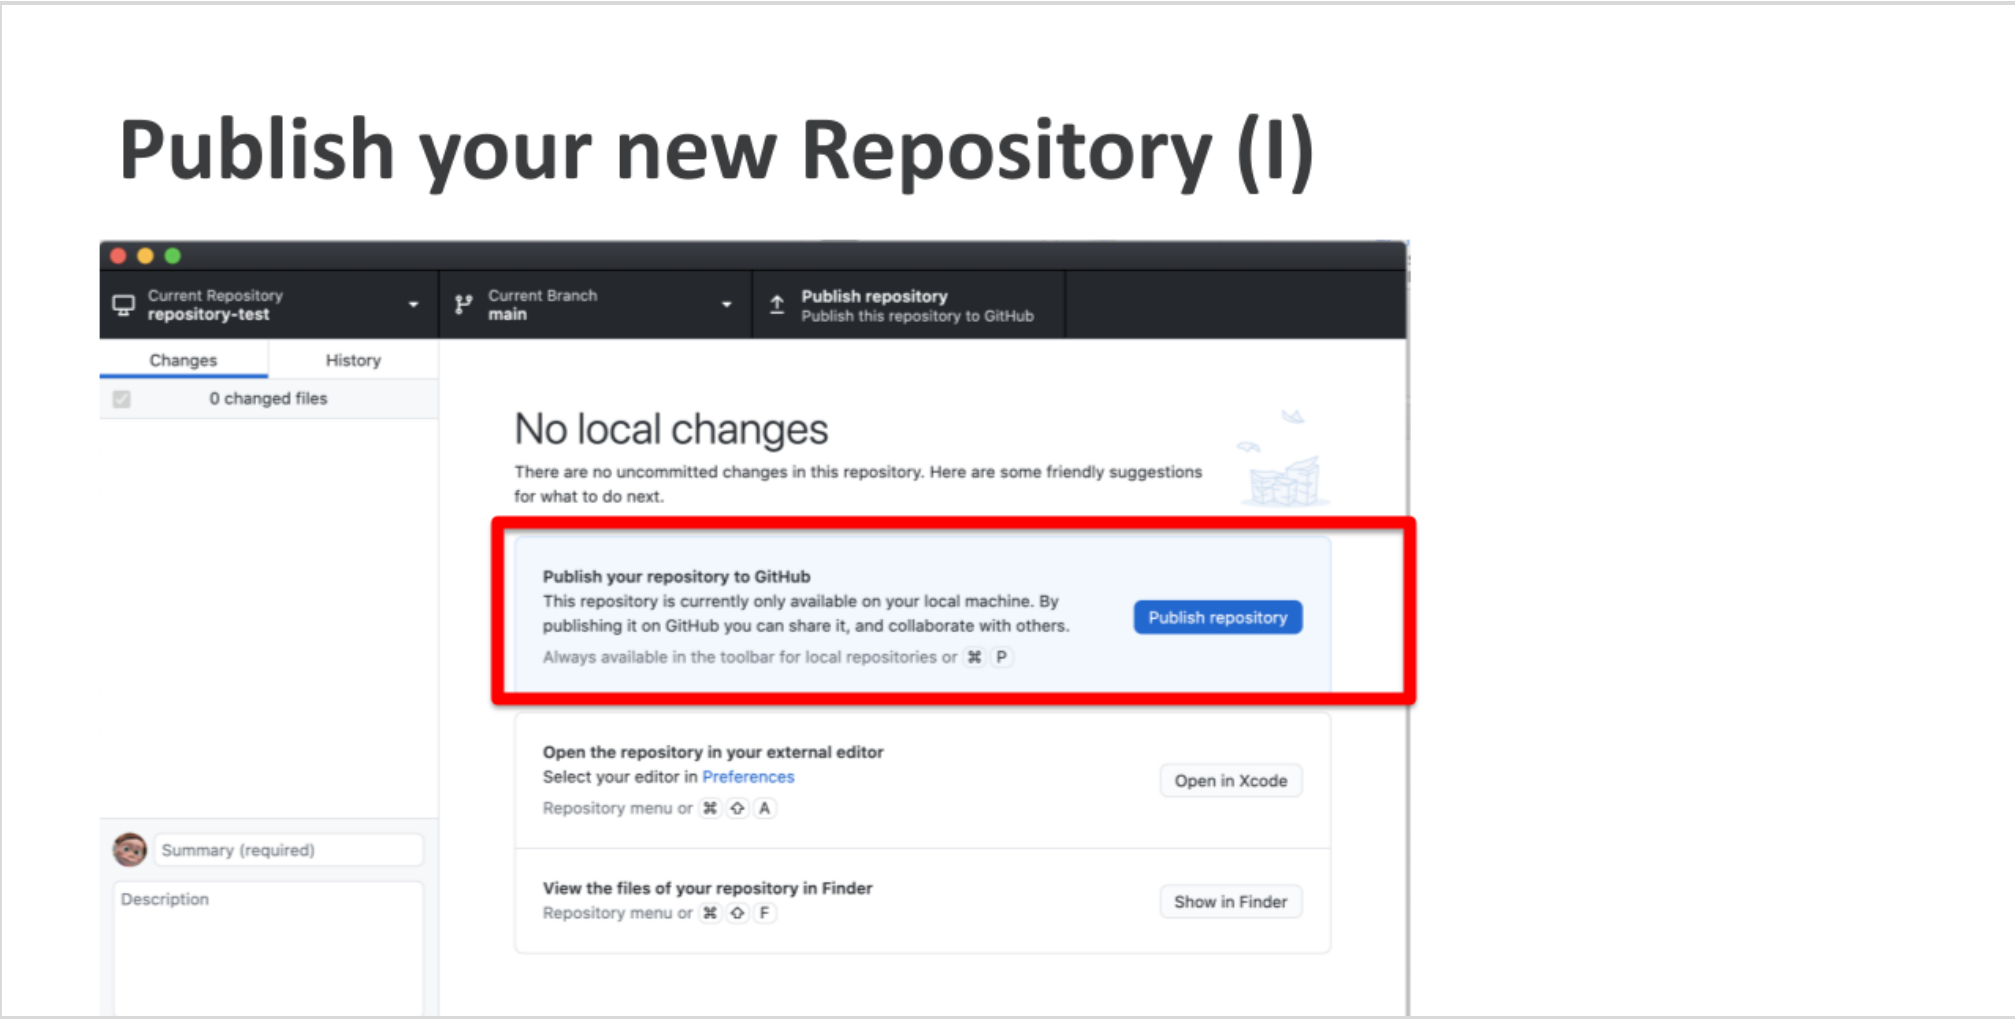 Publish your new Repository (I)
Current Repository
repository-test
Current Branch
main
Publish repository
Publish this repository to GitHub
Changes
History
0 changed files
No local changes
There are no uncommitted changes in this repository. Here are some friendly suggestions
for what to do next.
Publish your repository to GitHub
This repository is currently only available on your local machine. By
publishing it on GitHub you can share it, and collaborate with others.
Always available in the toolbar for local repositories or ⌘ P
Publish repository
Open the repository in your external editor
Select your editor in Preferences
Repository menu or ⌘ ⇧ A
Open in Xcode
View the files of your repository in Finder
Repository menu or ⌘ ⇧ F
Show in Finder
Summary (required)
Description